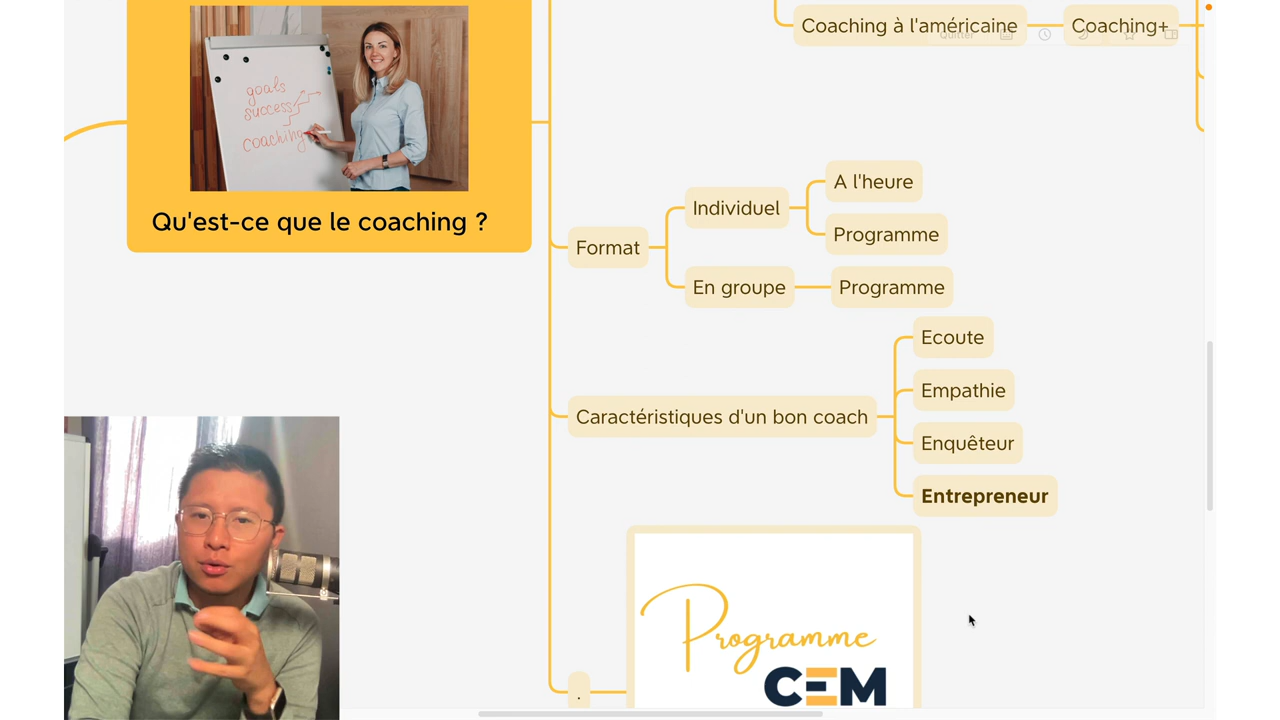 Coaching à l'américaine
Coaching+
Quitter
goals
success
coaching
Qu'est-ce que le coaching ?
Format
Individuel
A l'heure
Programme
En groupe
Programme
Caractéristiques d'un bon coach
Ecoute
Empathie
Enquêteur
Entrepreneur
.
Programme
CEM